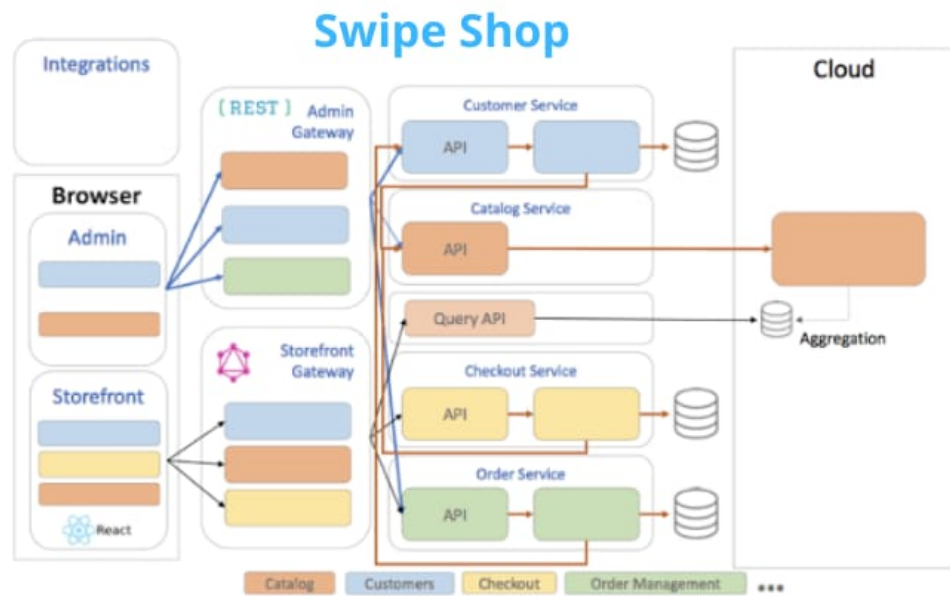 Swipe Shop
Integrations
Browser
Admin
Storefront
React
{ REST }
Admin
Gateway
Storefront
Gateway
Customer Service
API
Catalog Service
API
Query API
Checkout Service
API
Order Service
API
Cloud
Aggregation
Catalog
Customers
Checkout
Order Management